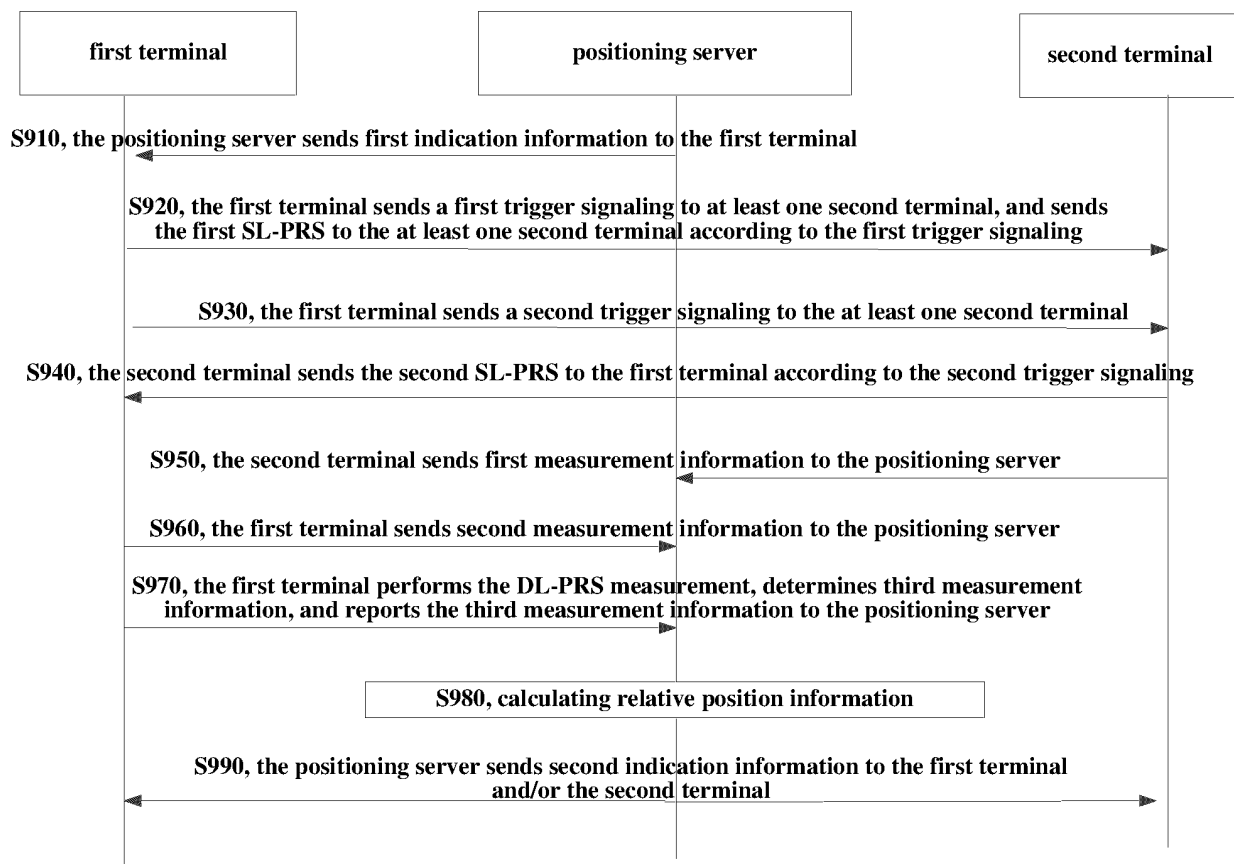 first terminal
positioning server
second terminal
S910, the positioning server sends first indication information to the first terminal
S920, the first terminal sends a first trigger signaling to at least one second terminal, and sends
the first SL-PRS to the at least one second terminal according to the first trigger signaling
S930, the first terminal sends a second trigger signaling to the at least one second terminal
S940, the second terminal sends the second SL-PRS to the first terminal according to the second trigger signaling
S950, the second terminal sends first measurement information to the positioning server
S960, the first terminal sends second measurement information to the positioning server
S970, the first terminal performs the DL-PRS measurement, determines third measurement
information, and reports the third measurement information to the positioning server
S980, calculating relative position information
S990, the positioning server sends second indication information to the first terminal
and/or the second terminal